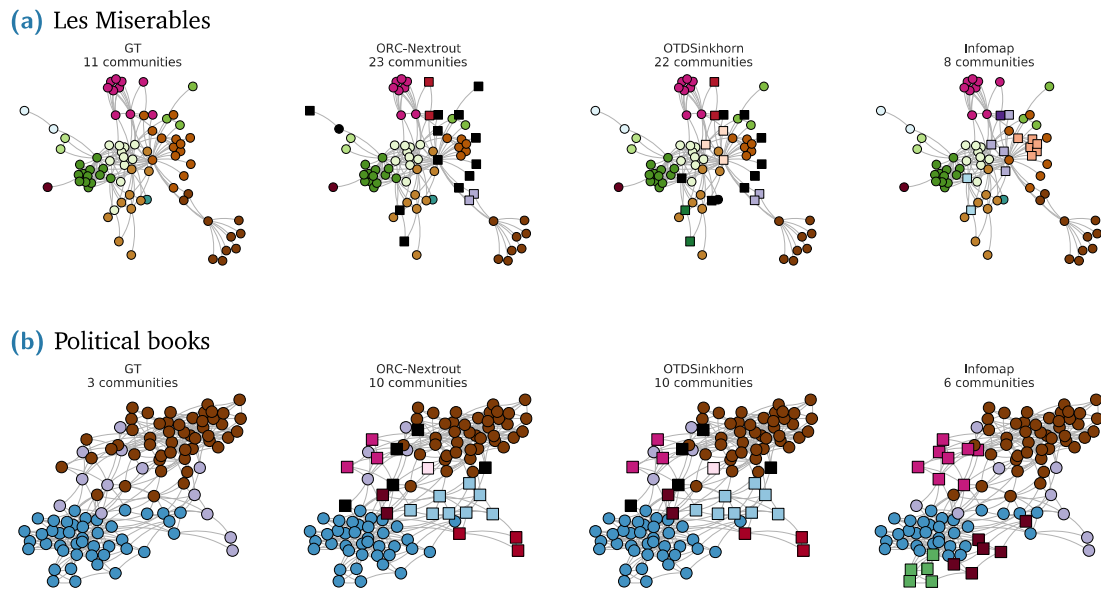 (a) Les Miserables
GT
11 communities
ORC-Nextrout
23 communities
OTDSinkhorn
22 communities
Infomap
8 communities
(b) Political books
GT
3 communities
ORC-Nextrout
10 communities
OTDSinkhorn
10 communities
Infomap
6 communities